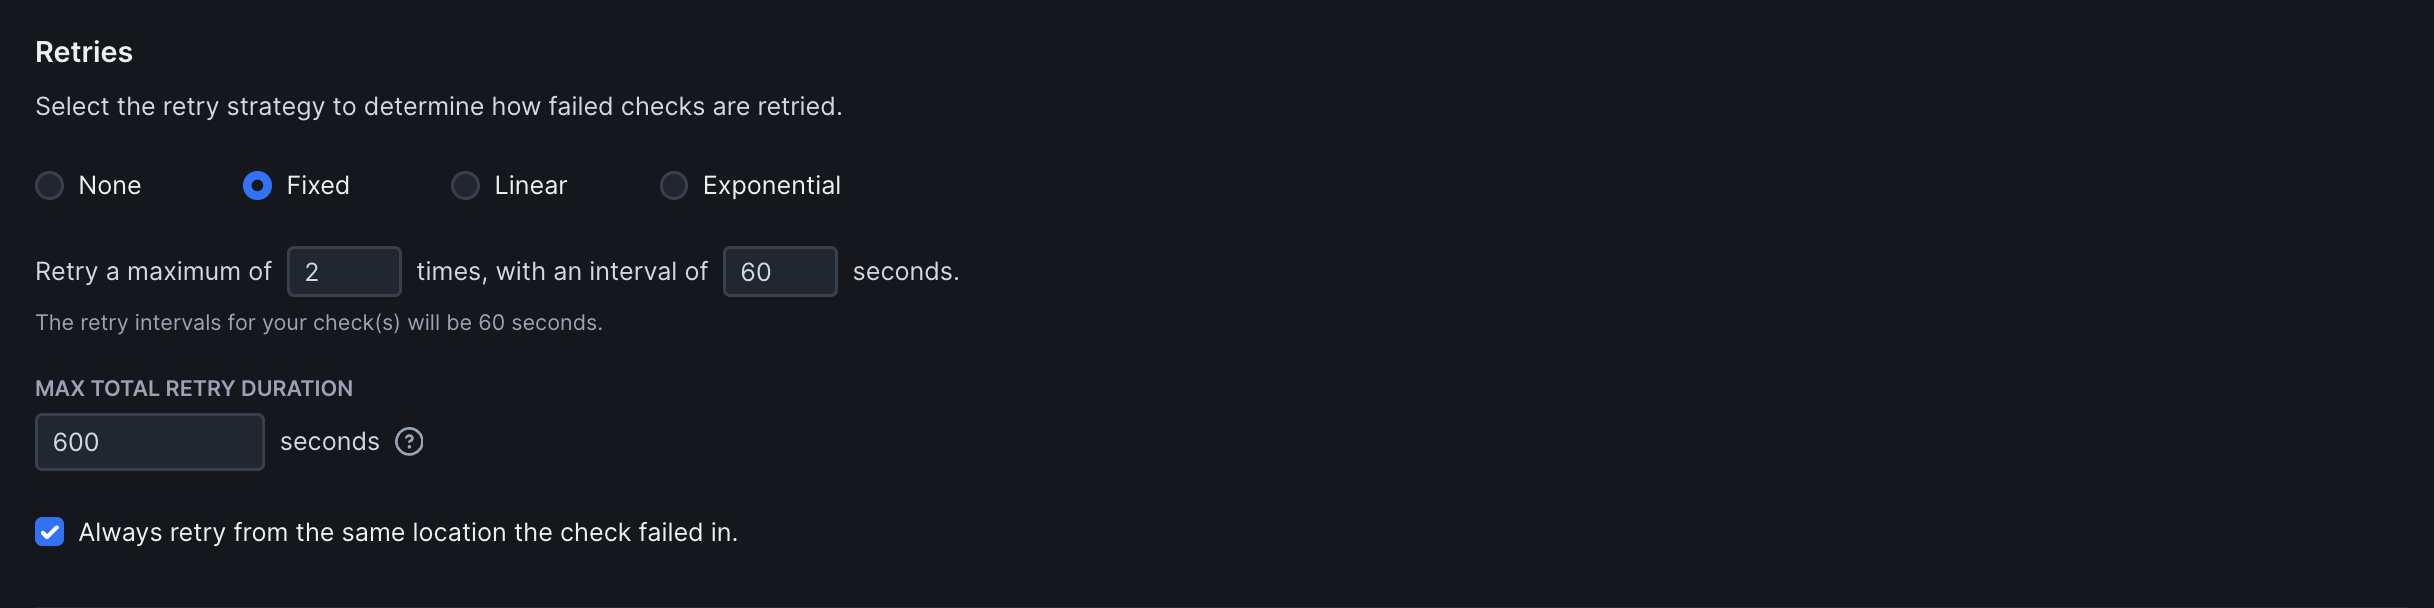 Retries
Select the retry strategy to determine how failed checks are retried.
None Fixed Linear Exponential
Retry a maximum of 2 times, with an interval of 60 seconds.
The retry intervals for your check(s) will be 60 seconds.
MAX TOTAL RETRY DURATION
600 seconds ?
Always retry from the same location the check failed in.